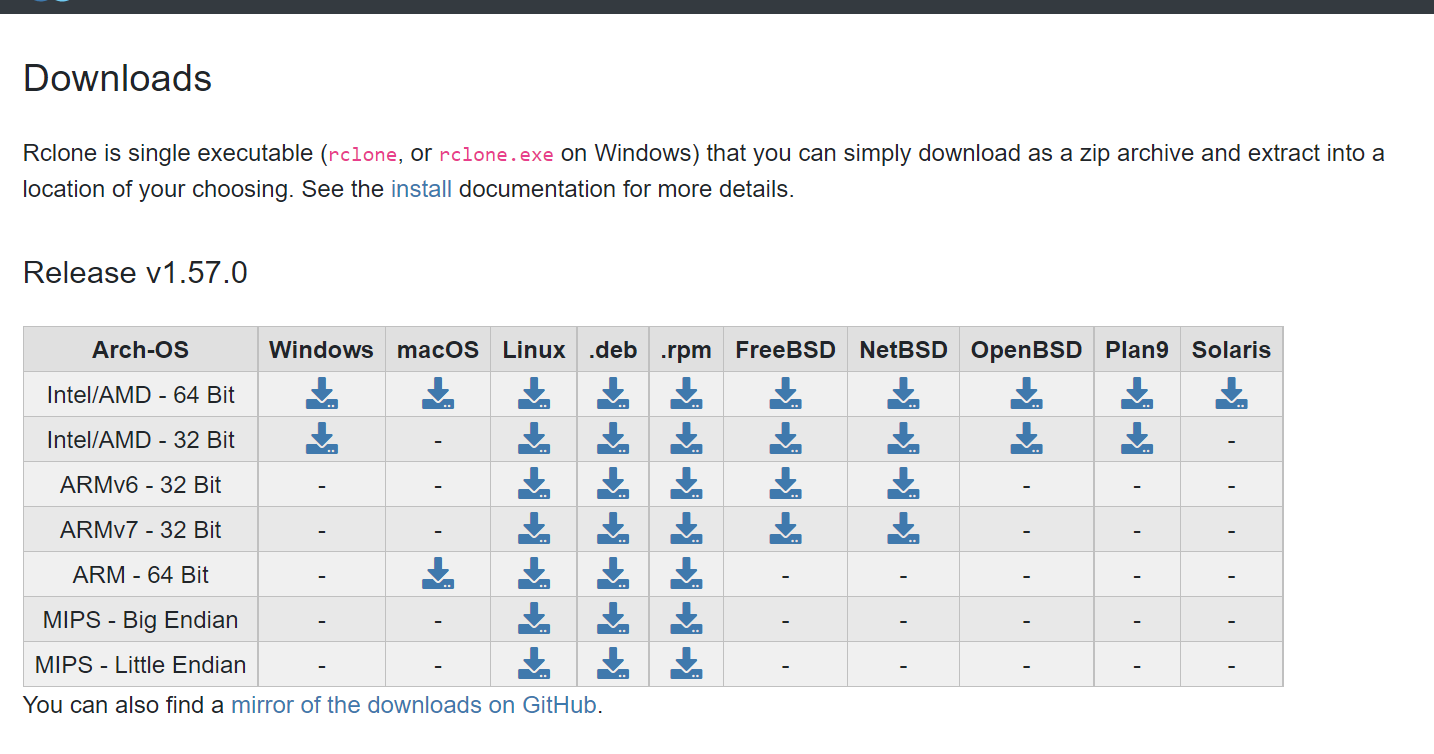 Downloads
Rclone is single executable (rclone, or rclone.exe on Windows) that you can simply download as a zip archive and extract into a
location of your choosing. See the install documentation for more details.
Release v1.57.0
Arch-OS Windows macOS Linux .deb .rpm FreeBSD NetBSD OpenBSD Plan9 Solaris
Intel/AMD - 64 Bit
Intel/AMD - 32 Bit - -
ARMv6 - 32 Bit - - - - -
ARMv7 - 32 Bit - - - - -
ARM - 64 Bit - - - - - -
MIPS - Big Endian - - - - - - -
MIPS - Little Endian - - - - - - -
You can also find a mirror of the downloads on GitHub.